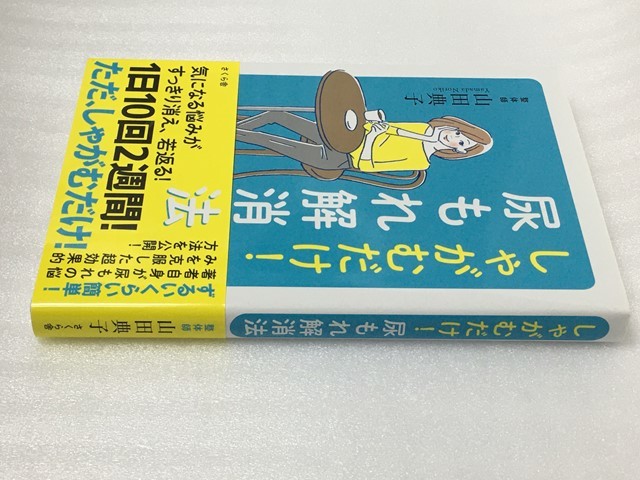 しゃがむだけ!
尿もれ解消
法
整体師
山田典子
Yamada Noriko
さくら舎
気になる悩みが
すっきり消え、若返る!
1日10回2週間!
ただ、しゃがむだけ!
著者自身が尿もれの悩
みを克服した超効果的
方法を公開!
ずるいくらい簡単!
しゃがむだけ!
尿もれ解消法
整体師
山田典子
さくら舎